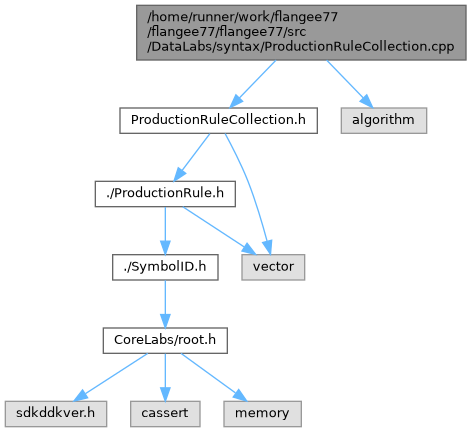 /home/runner/work/flangee77
/flangee77/flangee77/src
/DataLabs/syntax/ProductionRuleCollection.cpp
ProductionRuleCollection.h
algorithm
./ProductionRule.h
./SymbolID.h
vector
CoreLabs/root.h
sdkddkver.h
cassert
memory